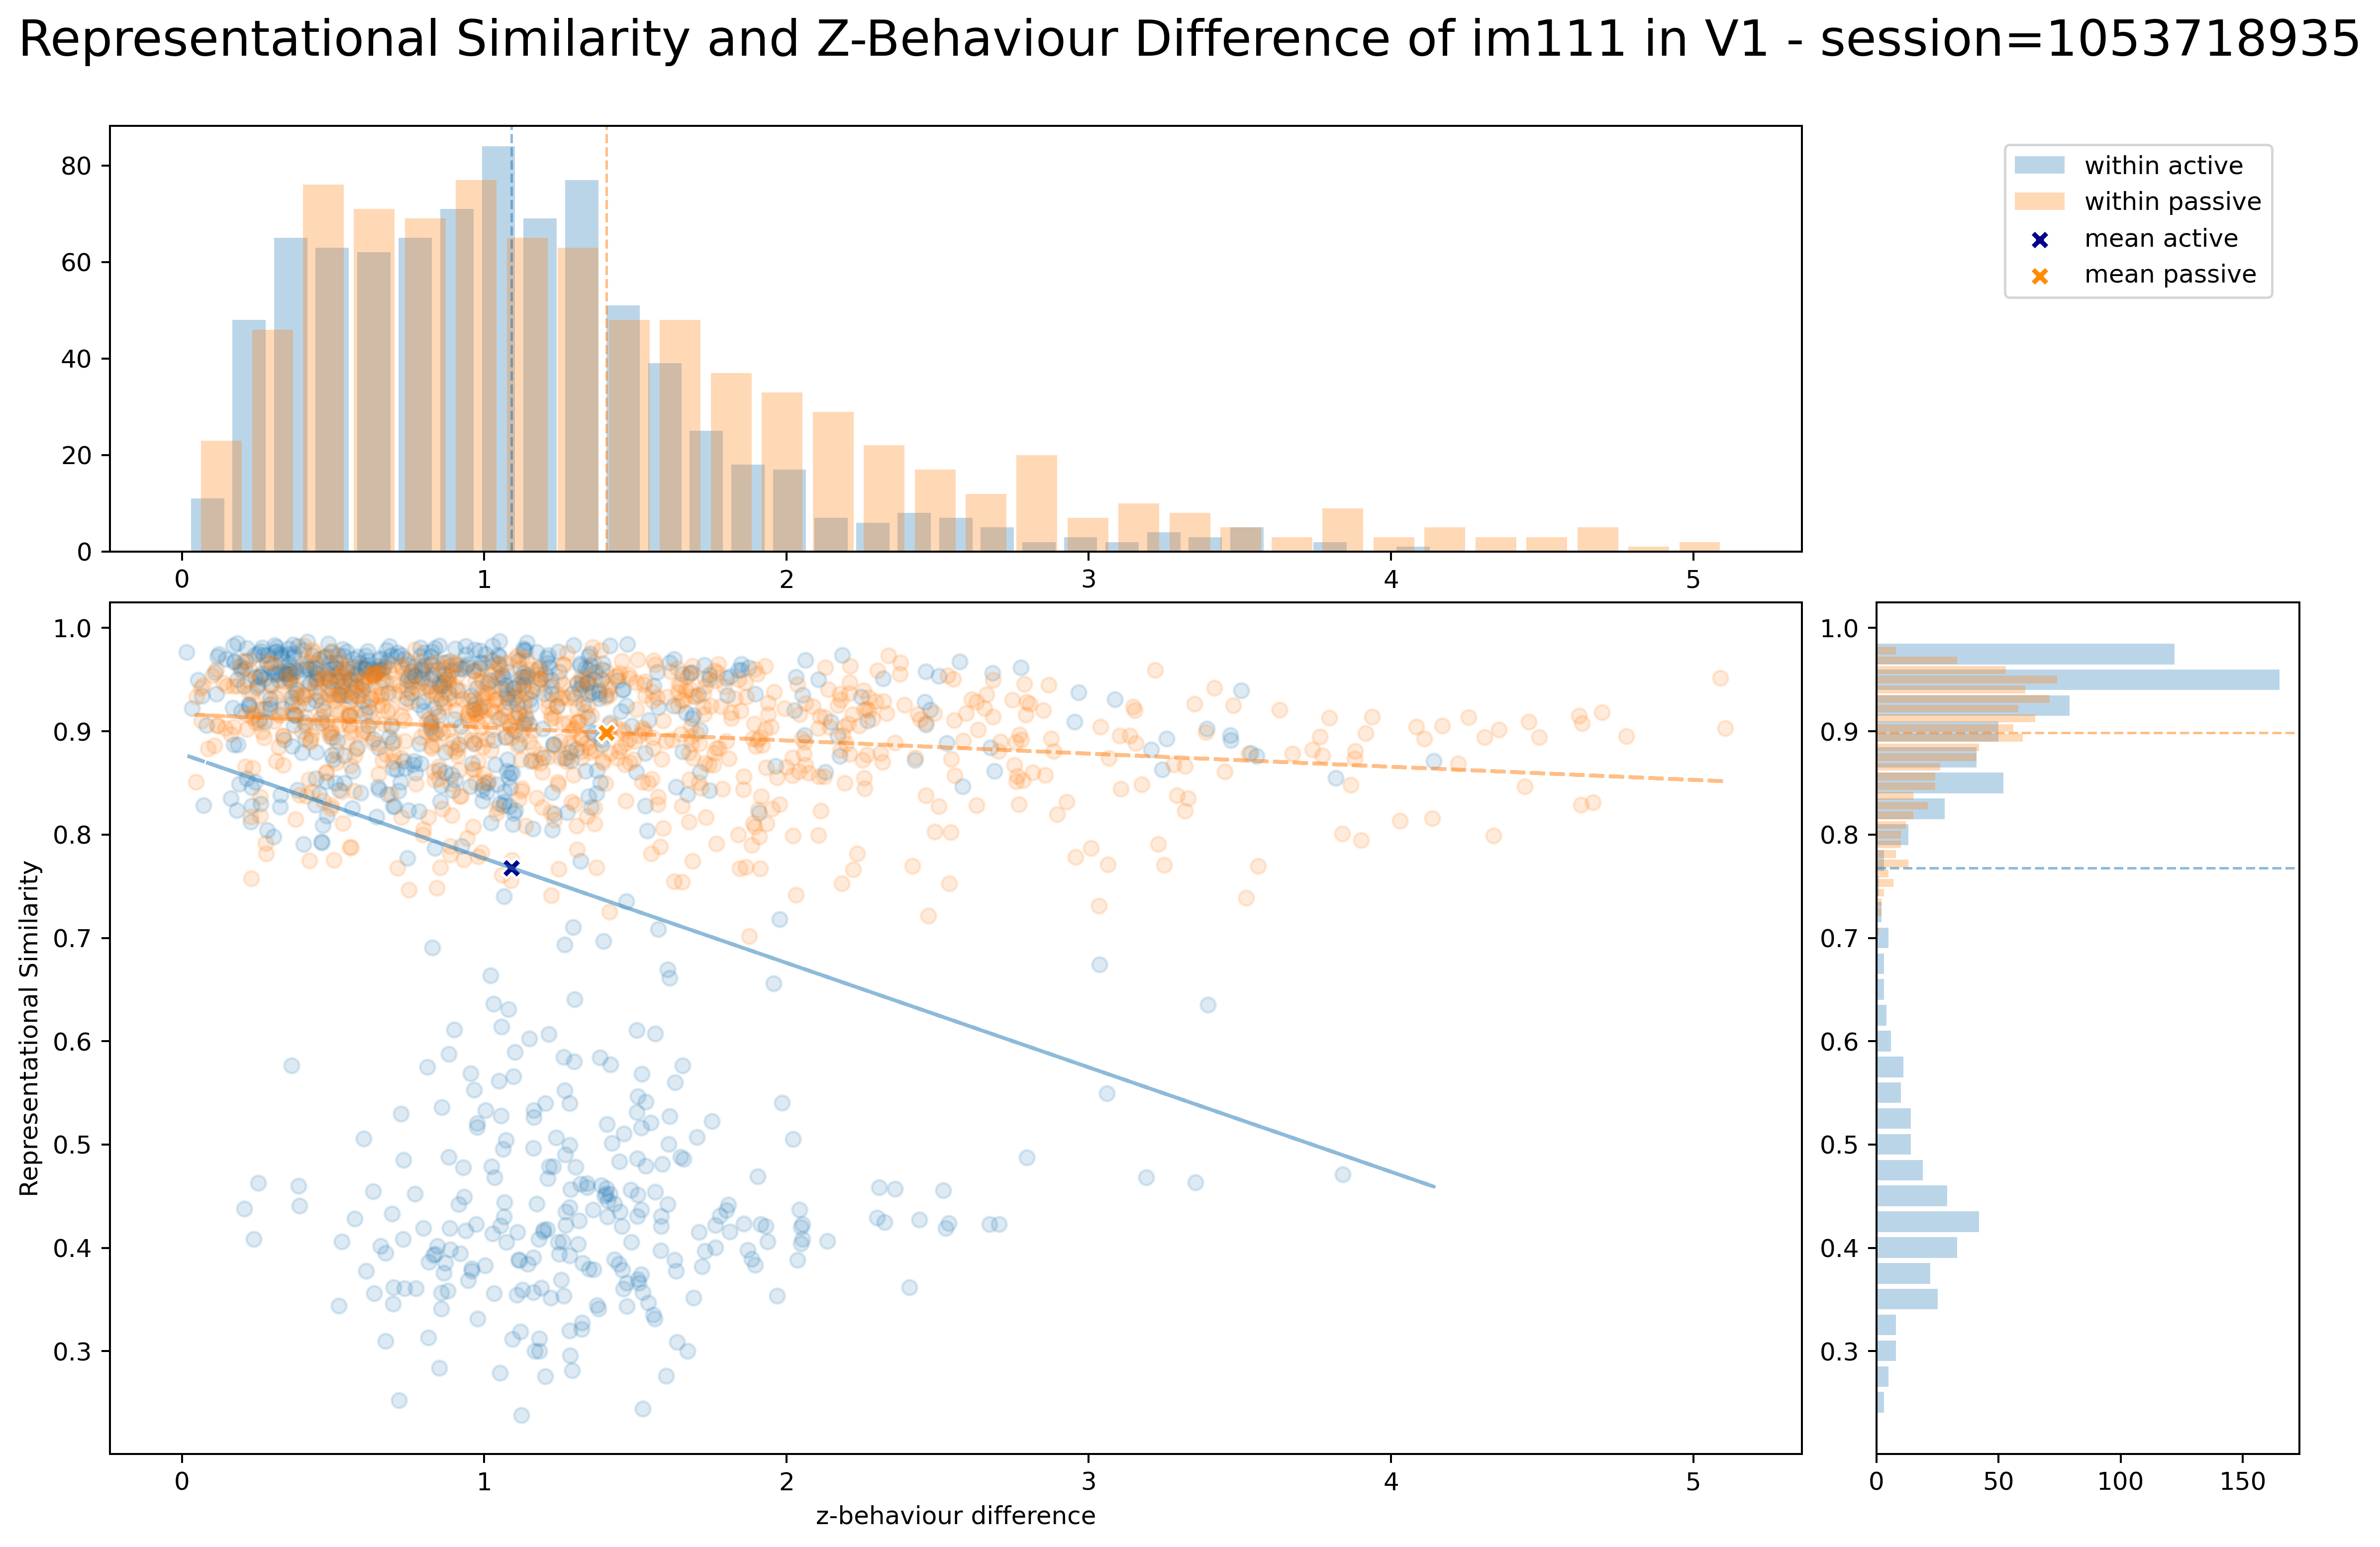 Representational Similarity and Z-Behaviour Difference of im111 in V1 - session=1053718935
80
60
40
20
0
0 1 2 3 4 5
within active
within passive
mean active
mean passive
Representational Similarity
1.0
0.9
0.8
0.7
0.6
0.5
0.4
0.3
0 1 2 3 4 5
z-behaviour difference
1.0
0.9
0.8
0.7
0.6
0.5
0.4
0.3
0 50 100 150